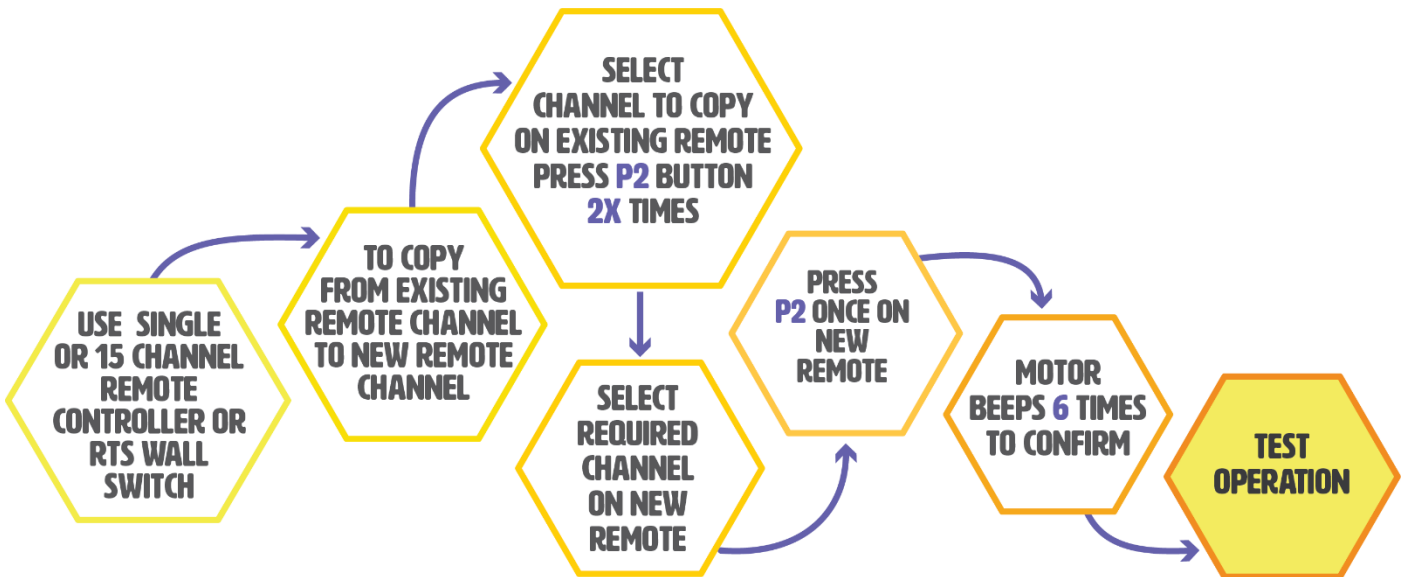 USE SINGLE
OR 15 CHANNEL
REMOTE
CONTROLLER OR
RTS WALL
SWITCH
TO COPY
FROM EXISTING
REMOTE CHANNEL
TO NEW REMOTE
CHANNEL
SELECT
CHANNEL TO COPY
ON EXISTING REMOTE
PRESS P2 BUTTON
2X TIMES
SELECT
REQUIRED
CHANNEL
ON NEW
REMOTE
PRESS
P2 ONCE ON
NEW
REMOTE
MOTOR
BEEPS 6 TIMES
TO CONFIRM
TEST
OPERATION